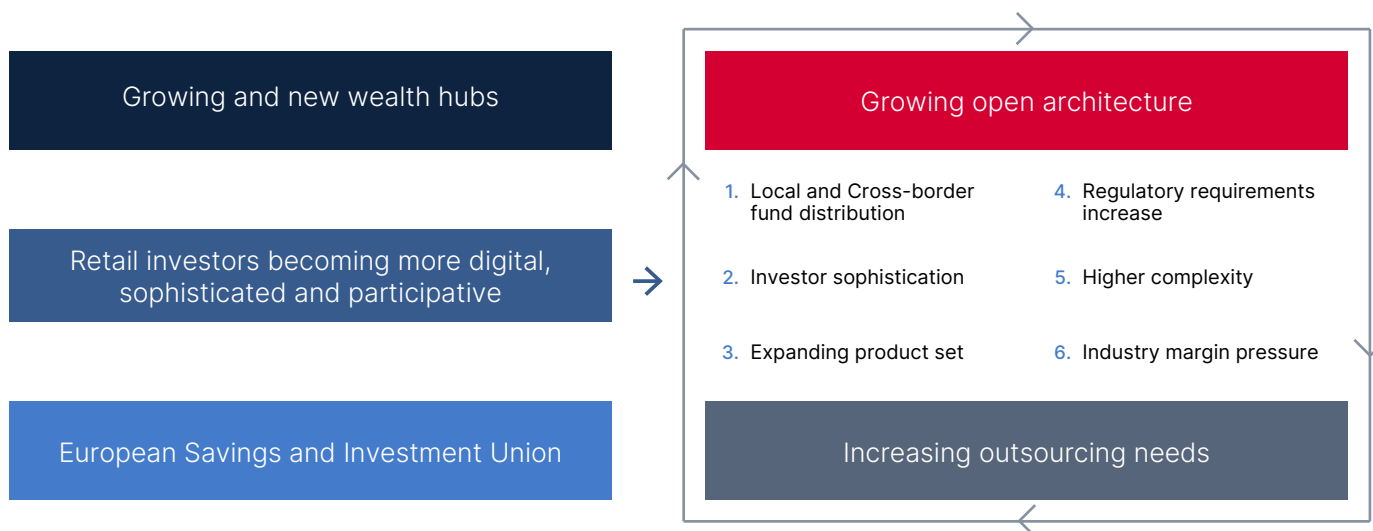 Growing and new wealth hubs
Retail investors becoming more digital,
sophisticated and participative
European Savings and Investment Union
Growing open architecture
1. Local and Cross-border
fund distribution
2. Investor sophistication
3. Expanding product set
4. Regulatory requirements
increase
5. Higher complexity
6. Industry margin pressure
Increasing outsourcing needs